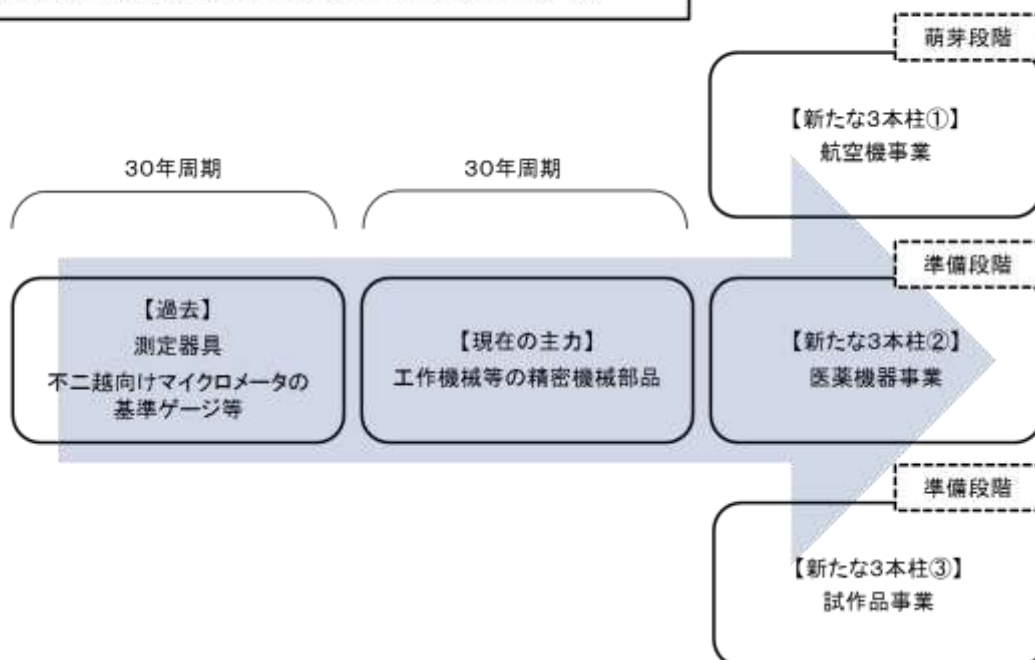 萌芽段階
【新たな3本柱①】
航空機事業
30年周期
30年周期
準備段階
【過去】
測定器具
不二越向けマイクロメータの
基準ゲージ等
【現在の主力】
工作機械等の精密機械部品
【新たな3本柱②】
医薬機器事業
準備段階
【新たな3本柱③】
試作品事業